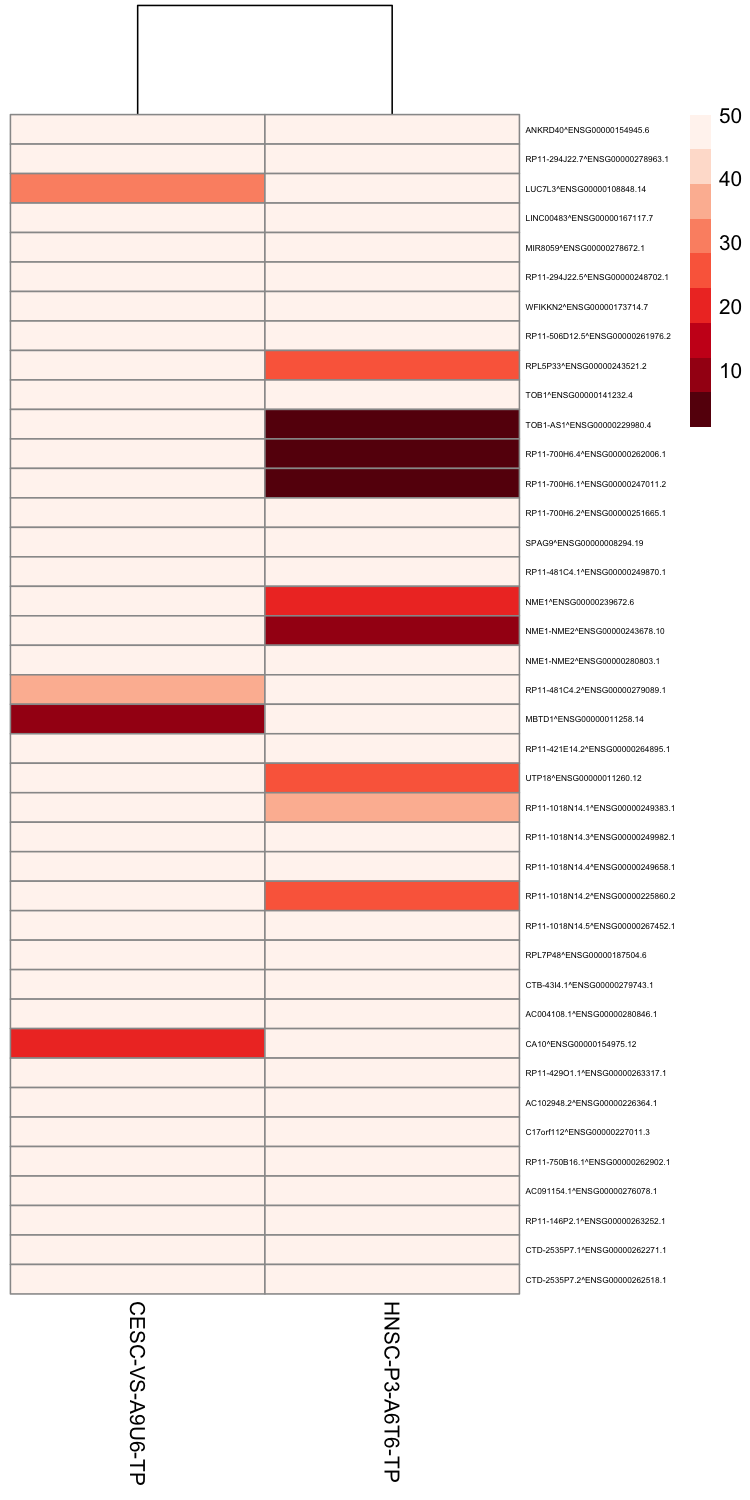 50
ANKRD40^ENSG00000154945.6
RP11-294J22.7^ENSG00000278963.1
LUC7L3^ENSG00000108848.14
40
LINC00483^ENSG00000167117.7
MIR8059^ENSG00000278672.1
30
RP11-294J22.5^ENSG00000248702.1
WFIKKN2^ENSG00000173714.7
20
RP11-506D12.5^ENSG00000261976.2
RPL5P33^ENSG00000243521.2
10
TOB1^ENSG00000141232.4
TOB1-AS1^ENSG00000229980.4
RP11-700H6.4^ENSG00000262006.1
RP11-700H6.1^ENSG00000247011.2
RP11-700H6.2^ENSG00000251665.1
SPAG9^ENSG00000008294.19
RP11-481C4.1^ENSG00000249870.1
NME1^ENSG00000239672.6
NME1-NME2^ENSG00000243678.10
NME1-NME2^ENSG00000280803.1
RP11-481C4.2^ENSG00000279089.1
MBTD1^ENSG00000011258.14
RP11-421E14.2^ENSG00000264895.1
UTP18^ENSG00000011260.12
RP11-1018N14.1^ENSG00000249383.1
RP11-1018N14.3^ENSG00000249982.1
RP11-1018N14.4^ENSG00000249658.1
RP11-1018N14.2^ENSG00000225860.2
RP11-1018N14.5^ENSG00000267452.1
RPL7P48^ENSG00000187504.6
CTB-43I4.1^ENSG00000279743.1
AC004108.1^ENSG00000280846.1
CA10^ENSG00000154975.12
RP11-429O1.1^ENSG00000263317.1
AC102948.2^ENSG00000226364.1
C17orf112^ENSG00000227011.3
RP11-750B16.1^ENSG00000262902.1
AC091154.1^ENSG00000276078.1
RP11-146P2.1^ENSG00000263252.1
CTD-2535P7.1^ENSG00000262271.1
CTD-2535P7.2^ENSG00000262518.1
CESC-VS-A9U6-TP
HNSC-P3-A6T6-TP